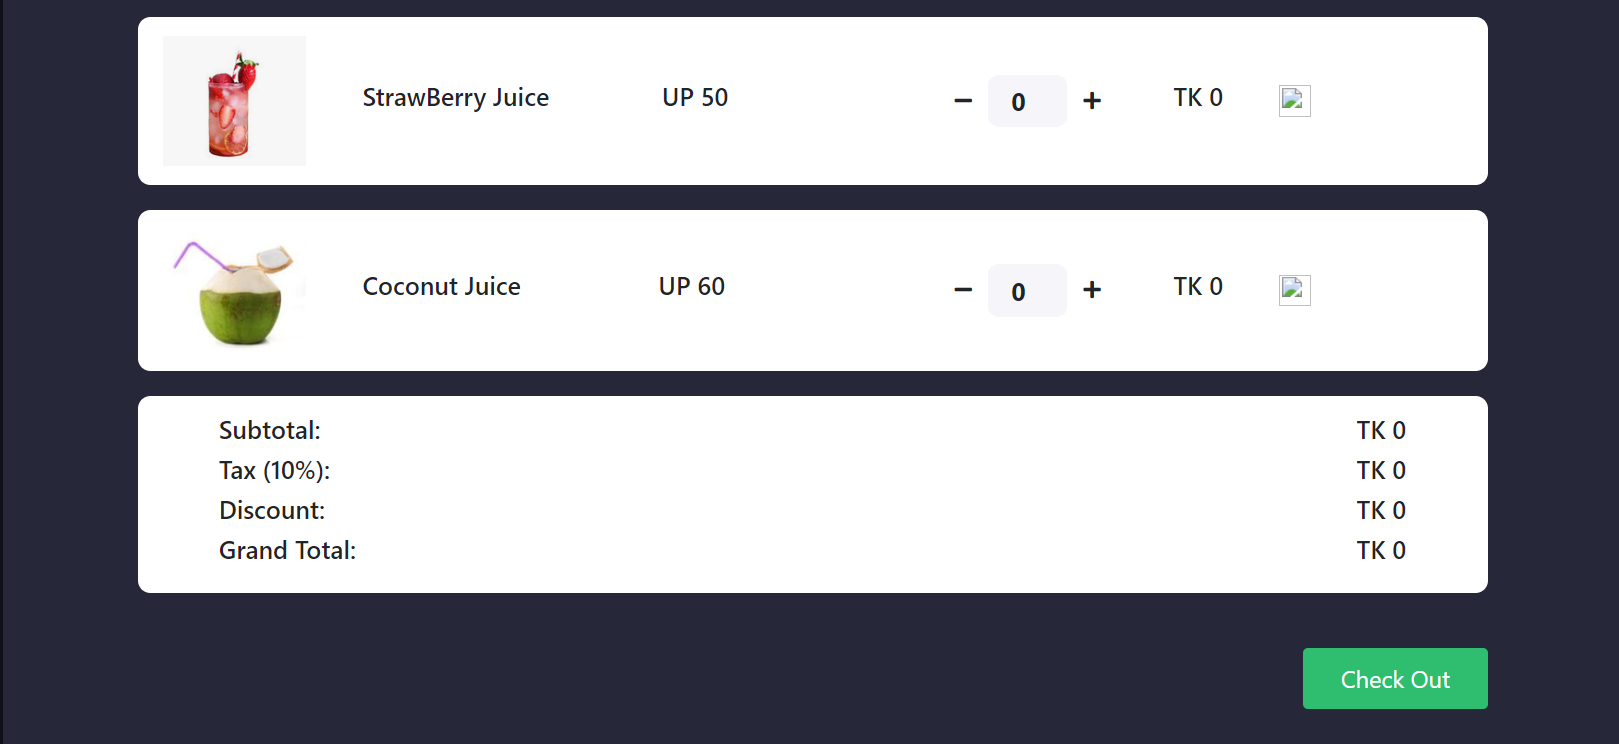 StrawBerry Juice UP 50 − 0 + TK 0
Coconut Juice UP 60 − 0 + TK 0
Subtotal: TK 0
Tax (10%): TK 0
Discount: TK 0
Grand Total: TK 0
Check Out